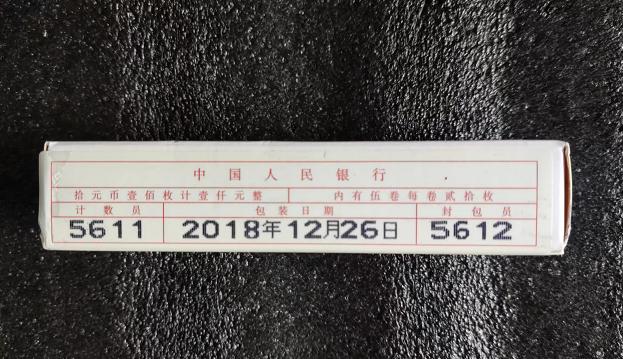 中国人民银行
拾元币壹佰枚计壹仟元整 内有伍卷每卷贰拾枚
计数员 包装日期 封包员
5611 2018年12月26日 5612